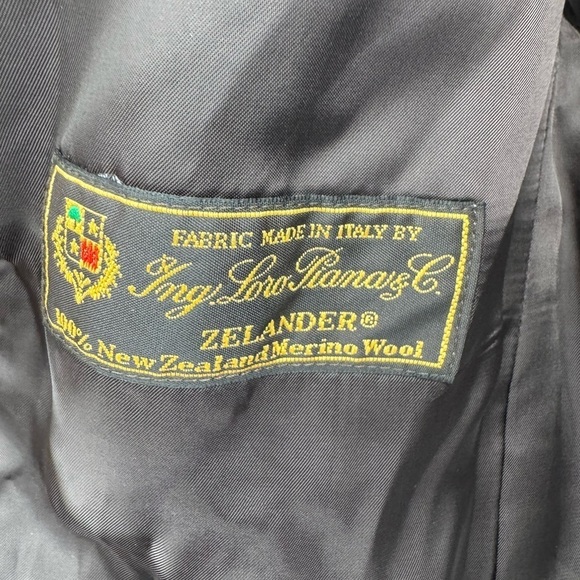 FABRIC MADE IN ITALY BY
Ing. Loro Piana & C.
ZELANDER®
100% New Zealand Merino Wool